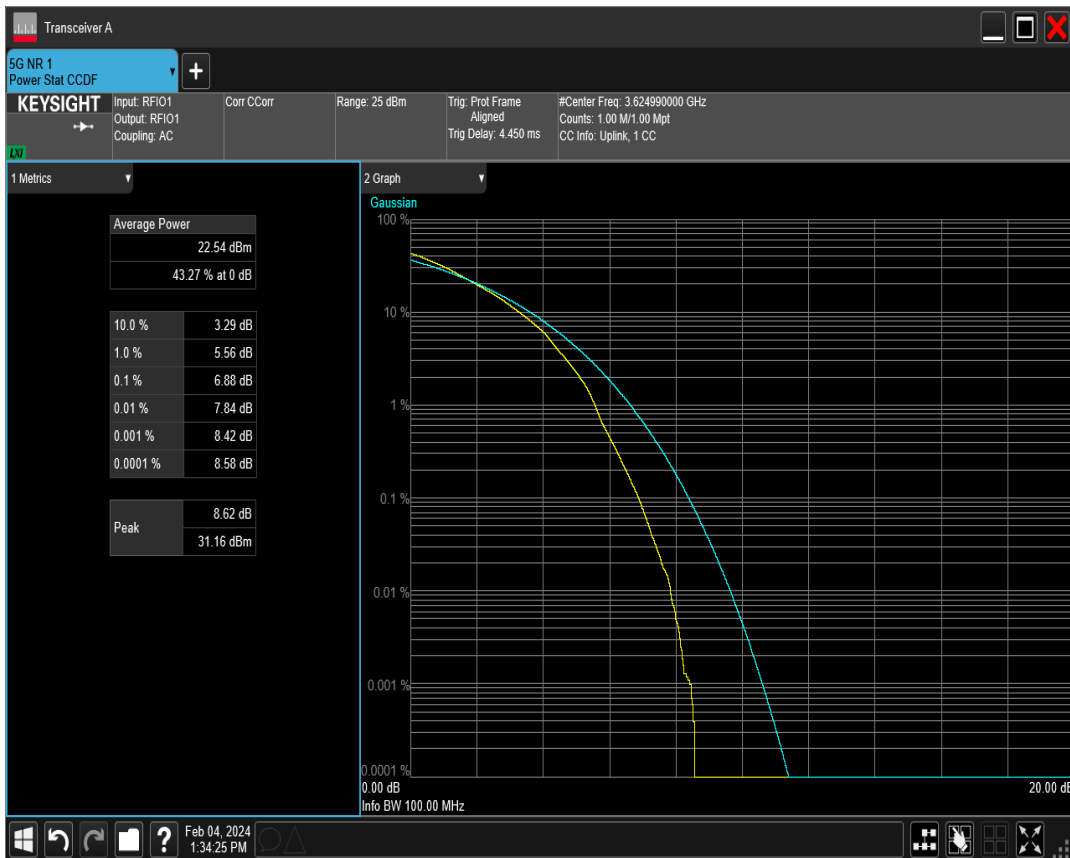 Transceiver A
5G NR 1
Power Stat CCDF
KEYSIGHT
LXI
Input: RFIO1
Output: RFIO1
Coupling: AC
Corr CCorr
Range: 25 dBm
Trig: Prot Frame
Aligned
Trig Delay: 4.450 ms
#Center Freq: 3.624990000 GHz
Counts: 1.00 M/1.00 Mpt
CC Info: Uplink, 1 CC
1 Metrics
Average Power
22.54 dBm
43.27 % at 0 dB
10.0 % 3.29 dB
1.0 % 5.56 dB
0.1 % 6.88 dB
0.01 % 7.84 dB
0.001 % 8.42 dB
0.0001 % 8.58 dB
Peak
8.62 dB
31.16 dBm
2 Graph
Gaussian
100 %
10 %
1 %
0.1 %
0.01 %
0.001 %
0.0001 %
0.00 dB 20.00 dB
Info BW 100.00 MHz
Feb 04, 2024
1:34:25 PM